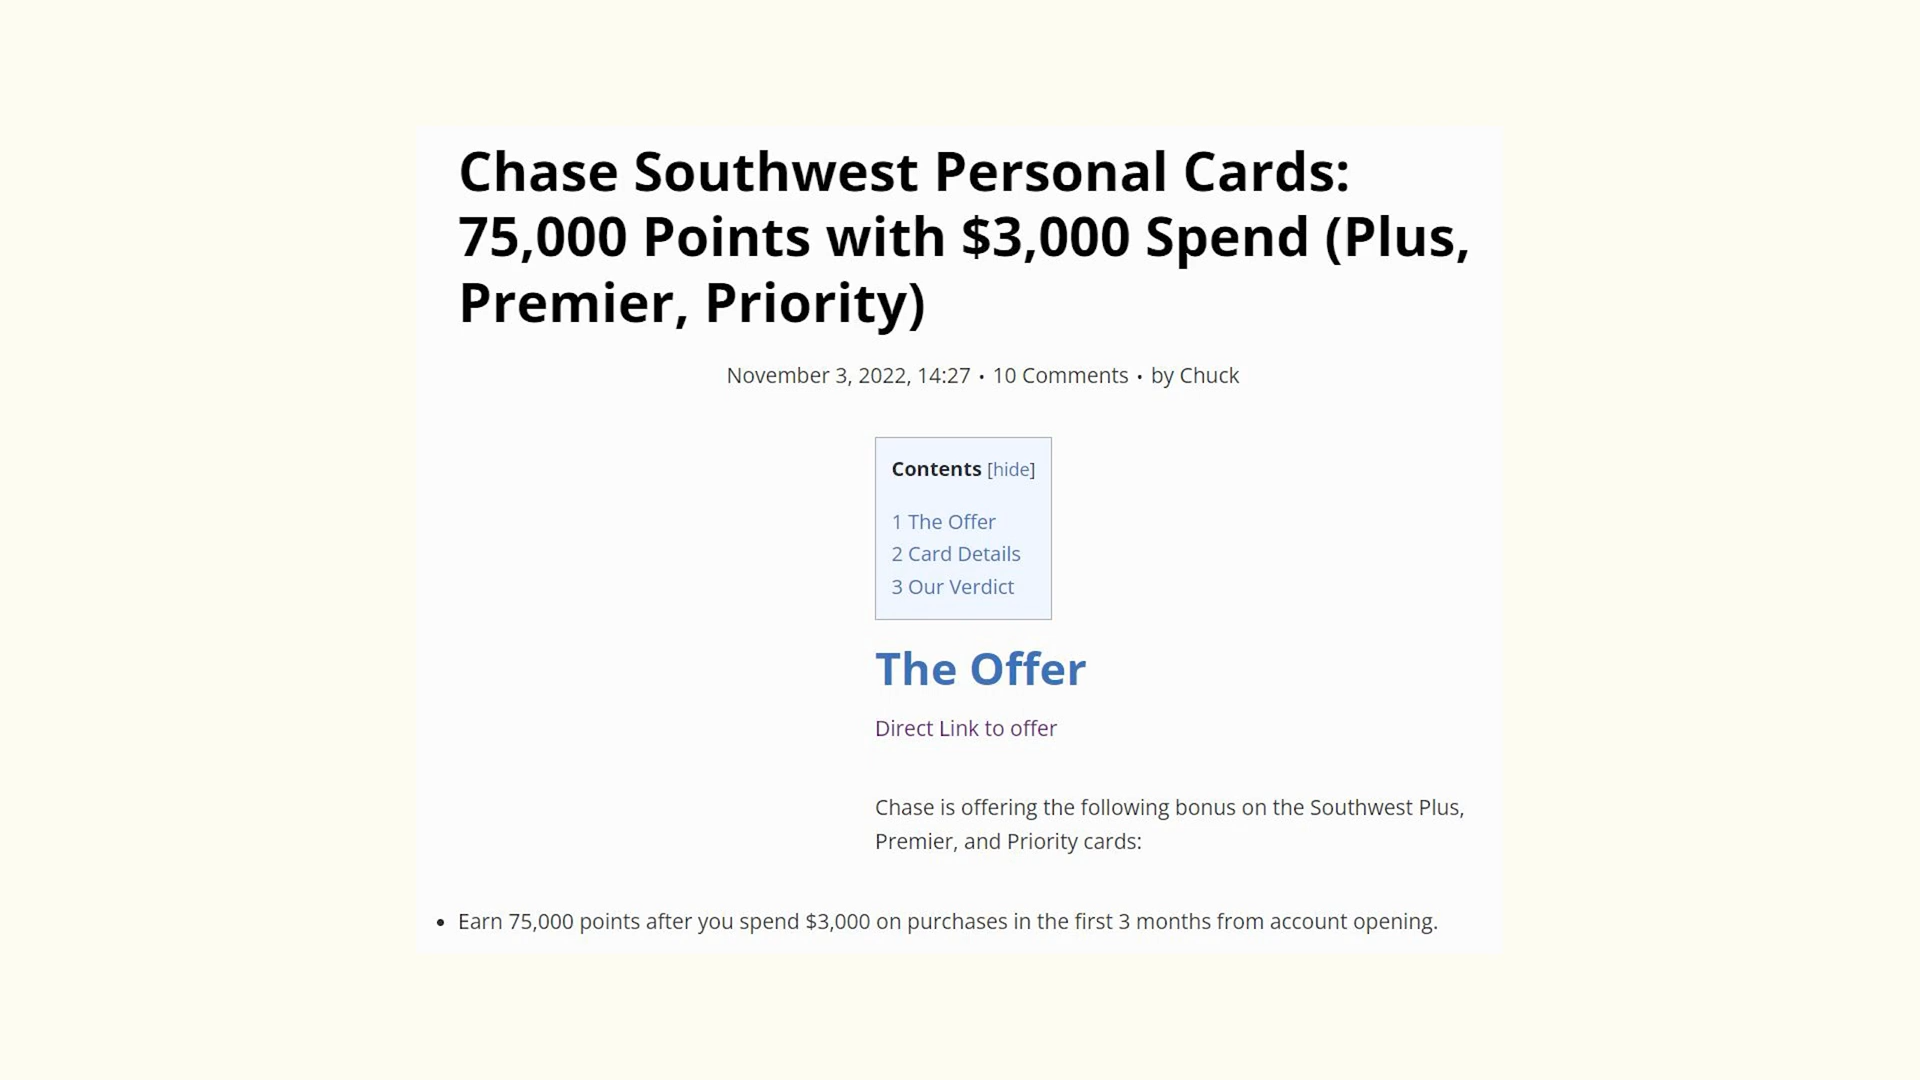 Chase Southwest Personal Cards:
75,000 Points with $3,000 Spend (Plus,
Premier, Priority)
November 3, 2022, 14:27 • 10 Comments • by Chuck
Contents [hide]
1 The Offer
2 Card Details
3 Our Verdict
The Offer
Direct Link to offer
Chase is offering the following bonus on the Southwest Plus,
Premier, and Priority cards:
• Earn 75,000 points after you spend $3,000 on purchases in the first 3 months from account opening.